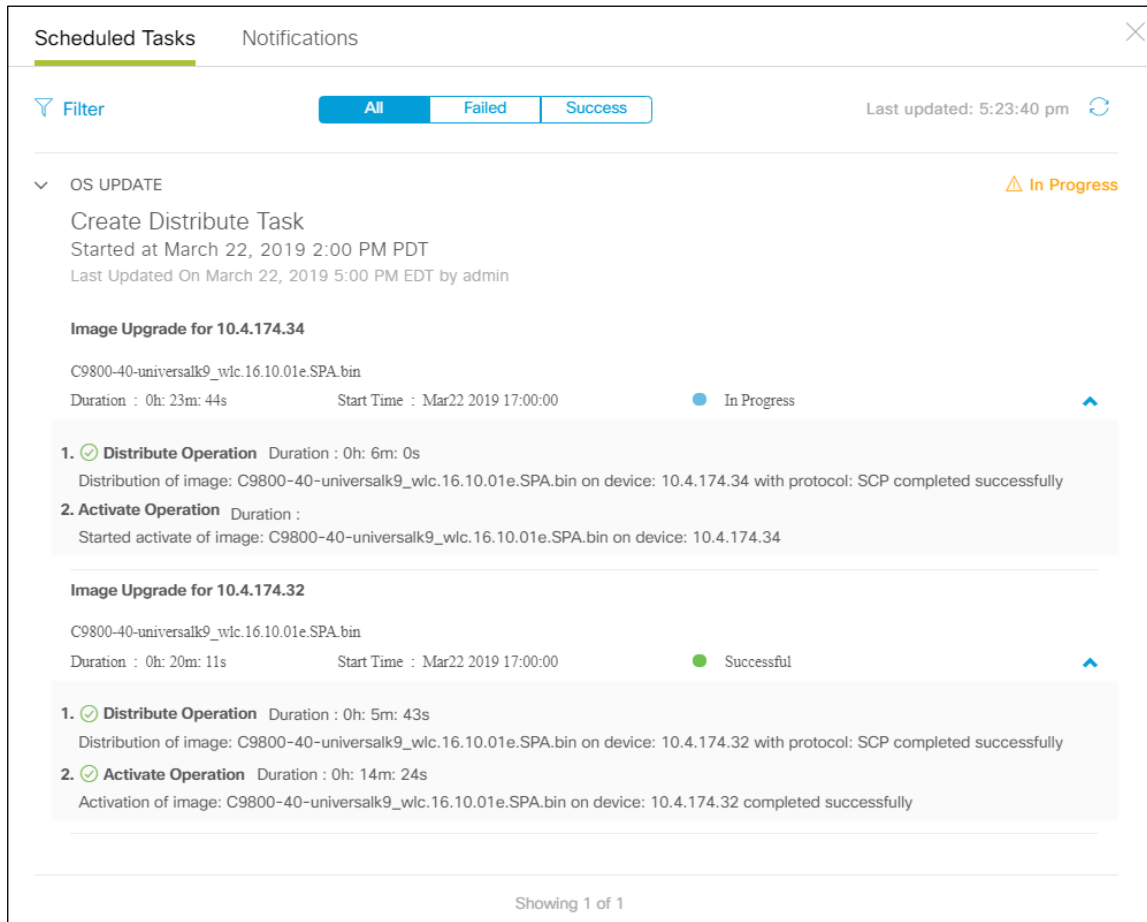 Scheduled Tasks Notifications
Filter All Failed Success Last updated: 5:23:40 pm
OS UPDATE In Progress
Create Distribute Task
Started at March 22, 2019 2:00 PM PDT
Last Updated On March 22, 2019 5:00 PM EDT by admin
Image Upgrade for 10.4.174.34
C9800-40-universalk9_wlc.16.10.01e.SPA.bin
Duration : 0h: 23m: 44s Start Time : Mar22 2019 17:00:00 In Progress
1. Distribute Operation Duration : 0h: 6m: 0s
Distribution of image: C9800-40-universalk9_wlc.16.10.01e.SPA.bin on device: 10.4.174.34 with protocol: SCP completed successfully
2. Activate Operation Duration :
Started activate of image: C9800-40-universalk9_wlc.16.10.01e.SPA.bin on device: 10.4.174.34
Image Upgrade for 10.4.174.32
C9800-40-universalk9_wlc.16.10.01e.SPA.bin
Duration : 0h: 20m: 11s Start Time : Mar22 2019 17:00:00 Successful
1. Distribute Operation Duration : 0h: 5m: 43s
Distribution of image: C9800-40-universalk9_wlc.16.10.01e.SPA.bin on device: 10.4.174.32 with protocol: SCP completed successfully
2. Activate Operation Duration : 0h: 14m: 24s
Activation of image: C9800-40-universalk9_wlc.16.10.01e.SPA.bin on device: 10.4.174.32 completed successfully
Showing 1 of 1